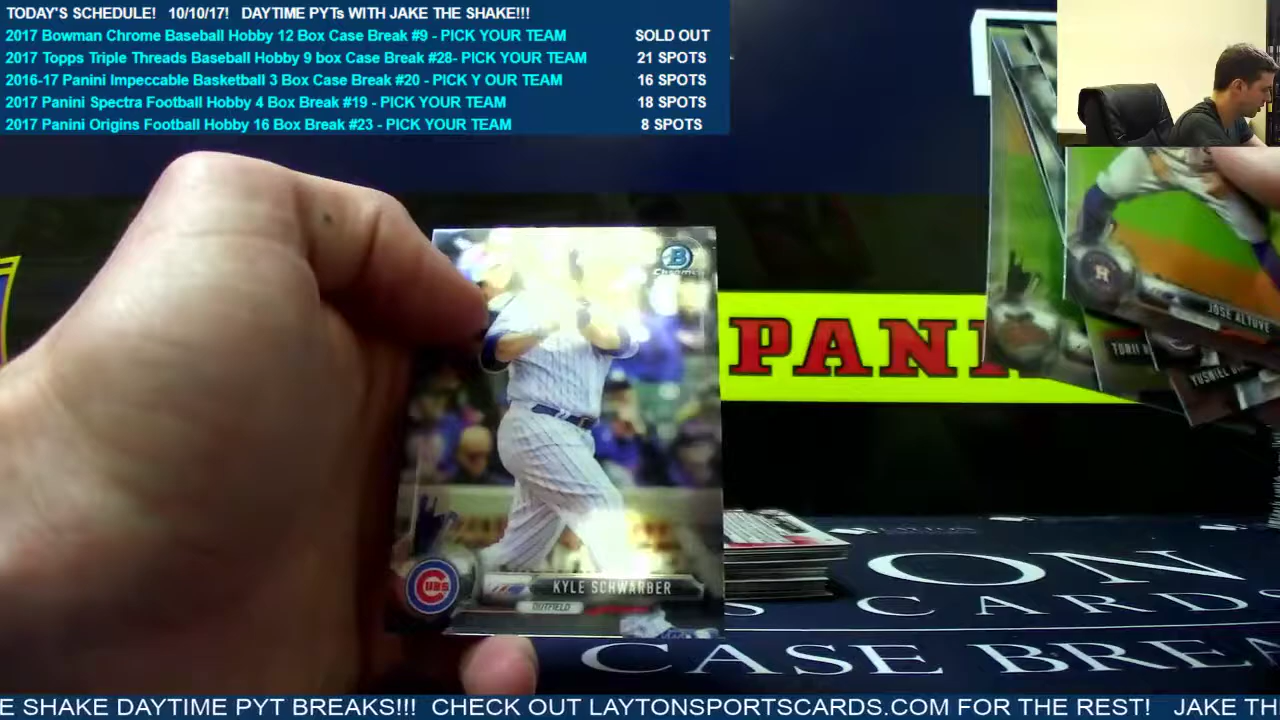 TODAY'S SCHEDULE! 10/10/17! DAYTIME PYTs WITH JAKE THE SHAKE!!!
2017 Bowman Chrome Baseball Hobby 12 Box Case Break #9 - PICK YOUR TEAM SOLD OUT
2017 Topps Triple Threads Baseball Hobby 9 box Case Break #28- PICK YOUR TEAM 21 SPOTS
2016-17 Panini Impeccable Basketball 3 Box Case Break #20 - PICK Y OUR TEAM 16 SPOTS
2017 Panini Spectra Football Hobby 4 Box Break #19 - PICK YOUR TEAM 18 SPOTS
2017 Panini Origins Football Hobby 16 Box Break #23 - PICK YOUR TEAM 8 SPOTS
B
Chrome
H
JOSE ALTUVE
PANI
CUBS
KYLE SCHWARBER
OUTFIELD
ON
CARDS
CASE BREA
E SHAKE DAYTIME PYT BREAKS!!! CHECK OUT LAYTONSPORTSCARDS.COM FOR THE REST! JAKE TH